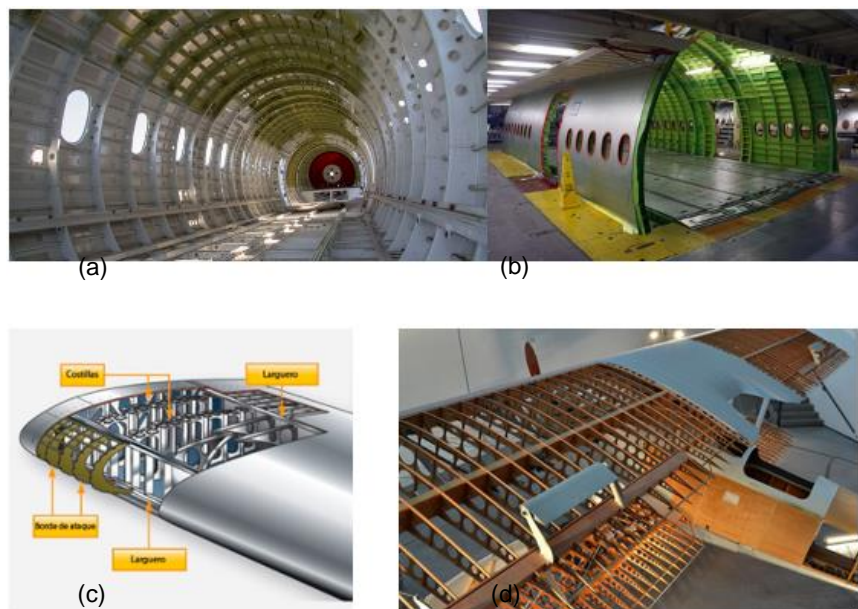 (a)
(b)
Costillas
Larguero
Borde de ataque
Larguero
(c)
(d)